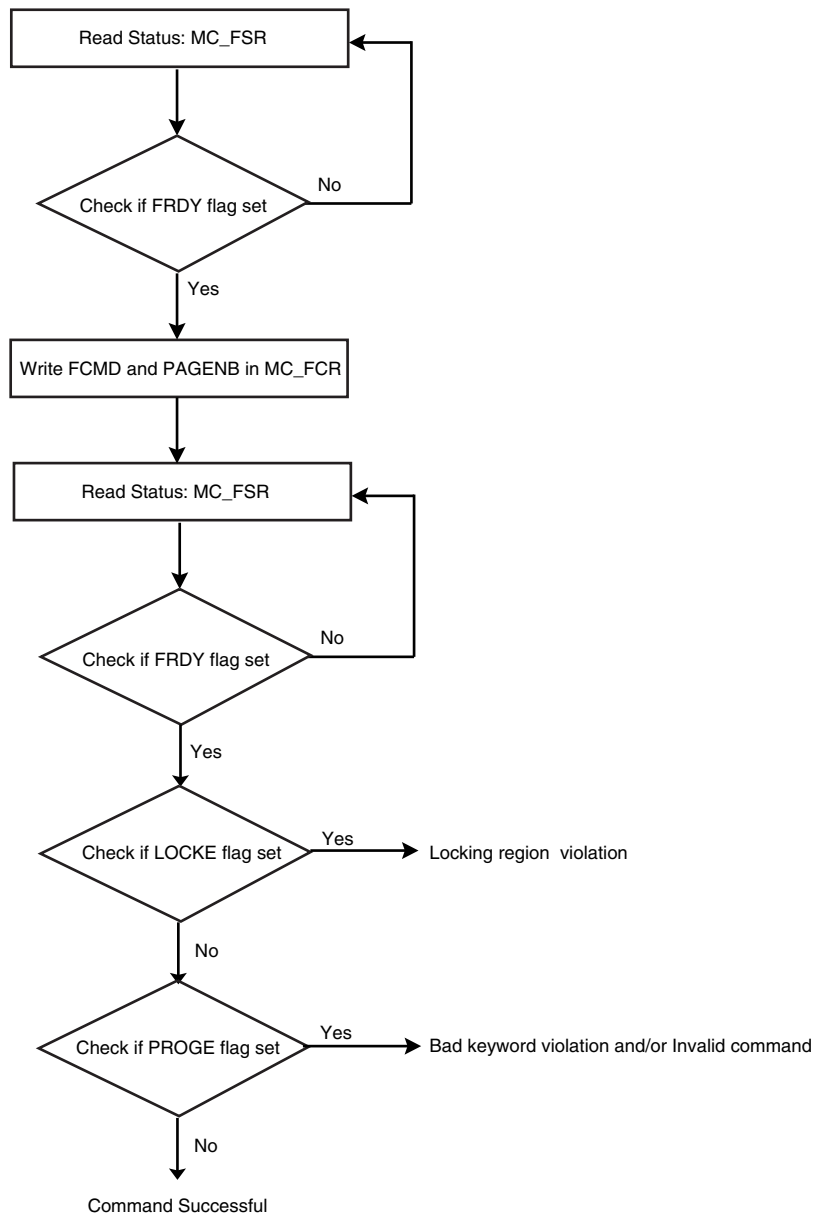 Read Status: MC_FSR
Check if FRDY flag set
No
Yes
Write FCMD and PAGENB in MC_FCR
Read Status: MC_FSR
Check if FRDY flag set
No
Yes
Check if LOCKE flag set
Yes
Locking region violation
No
Check if PROGE flag set
Yes
Bad keyword violation and/or Invalid command
No
Command Successful